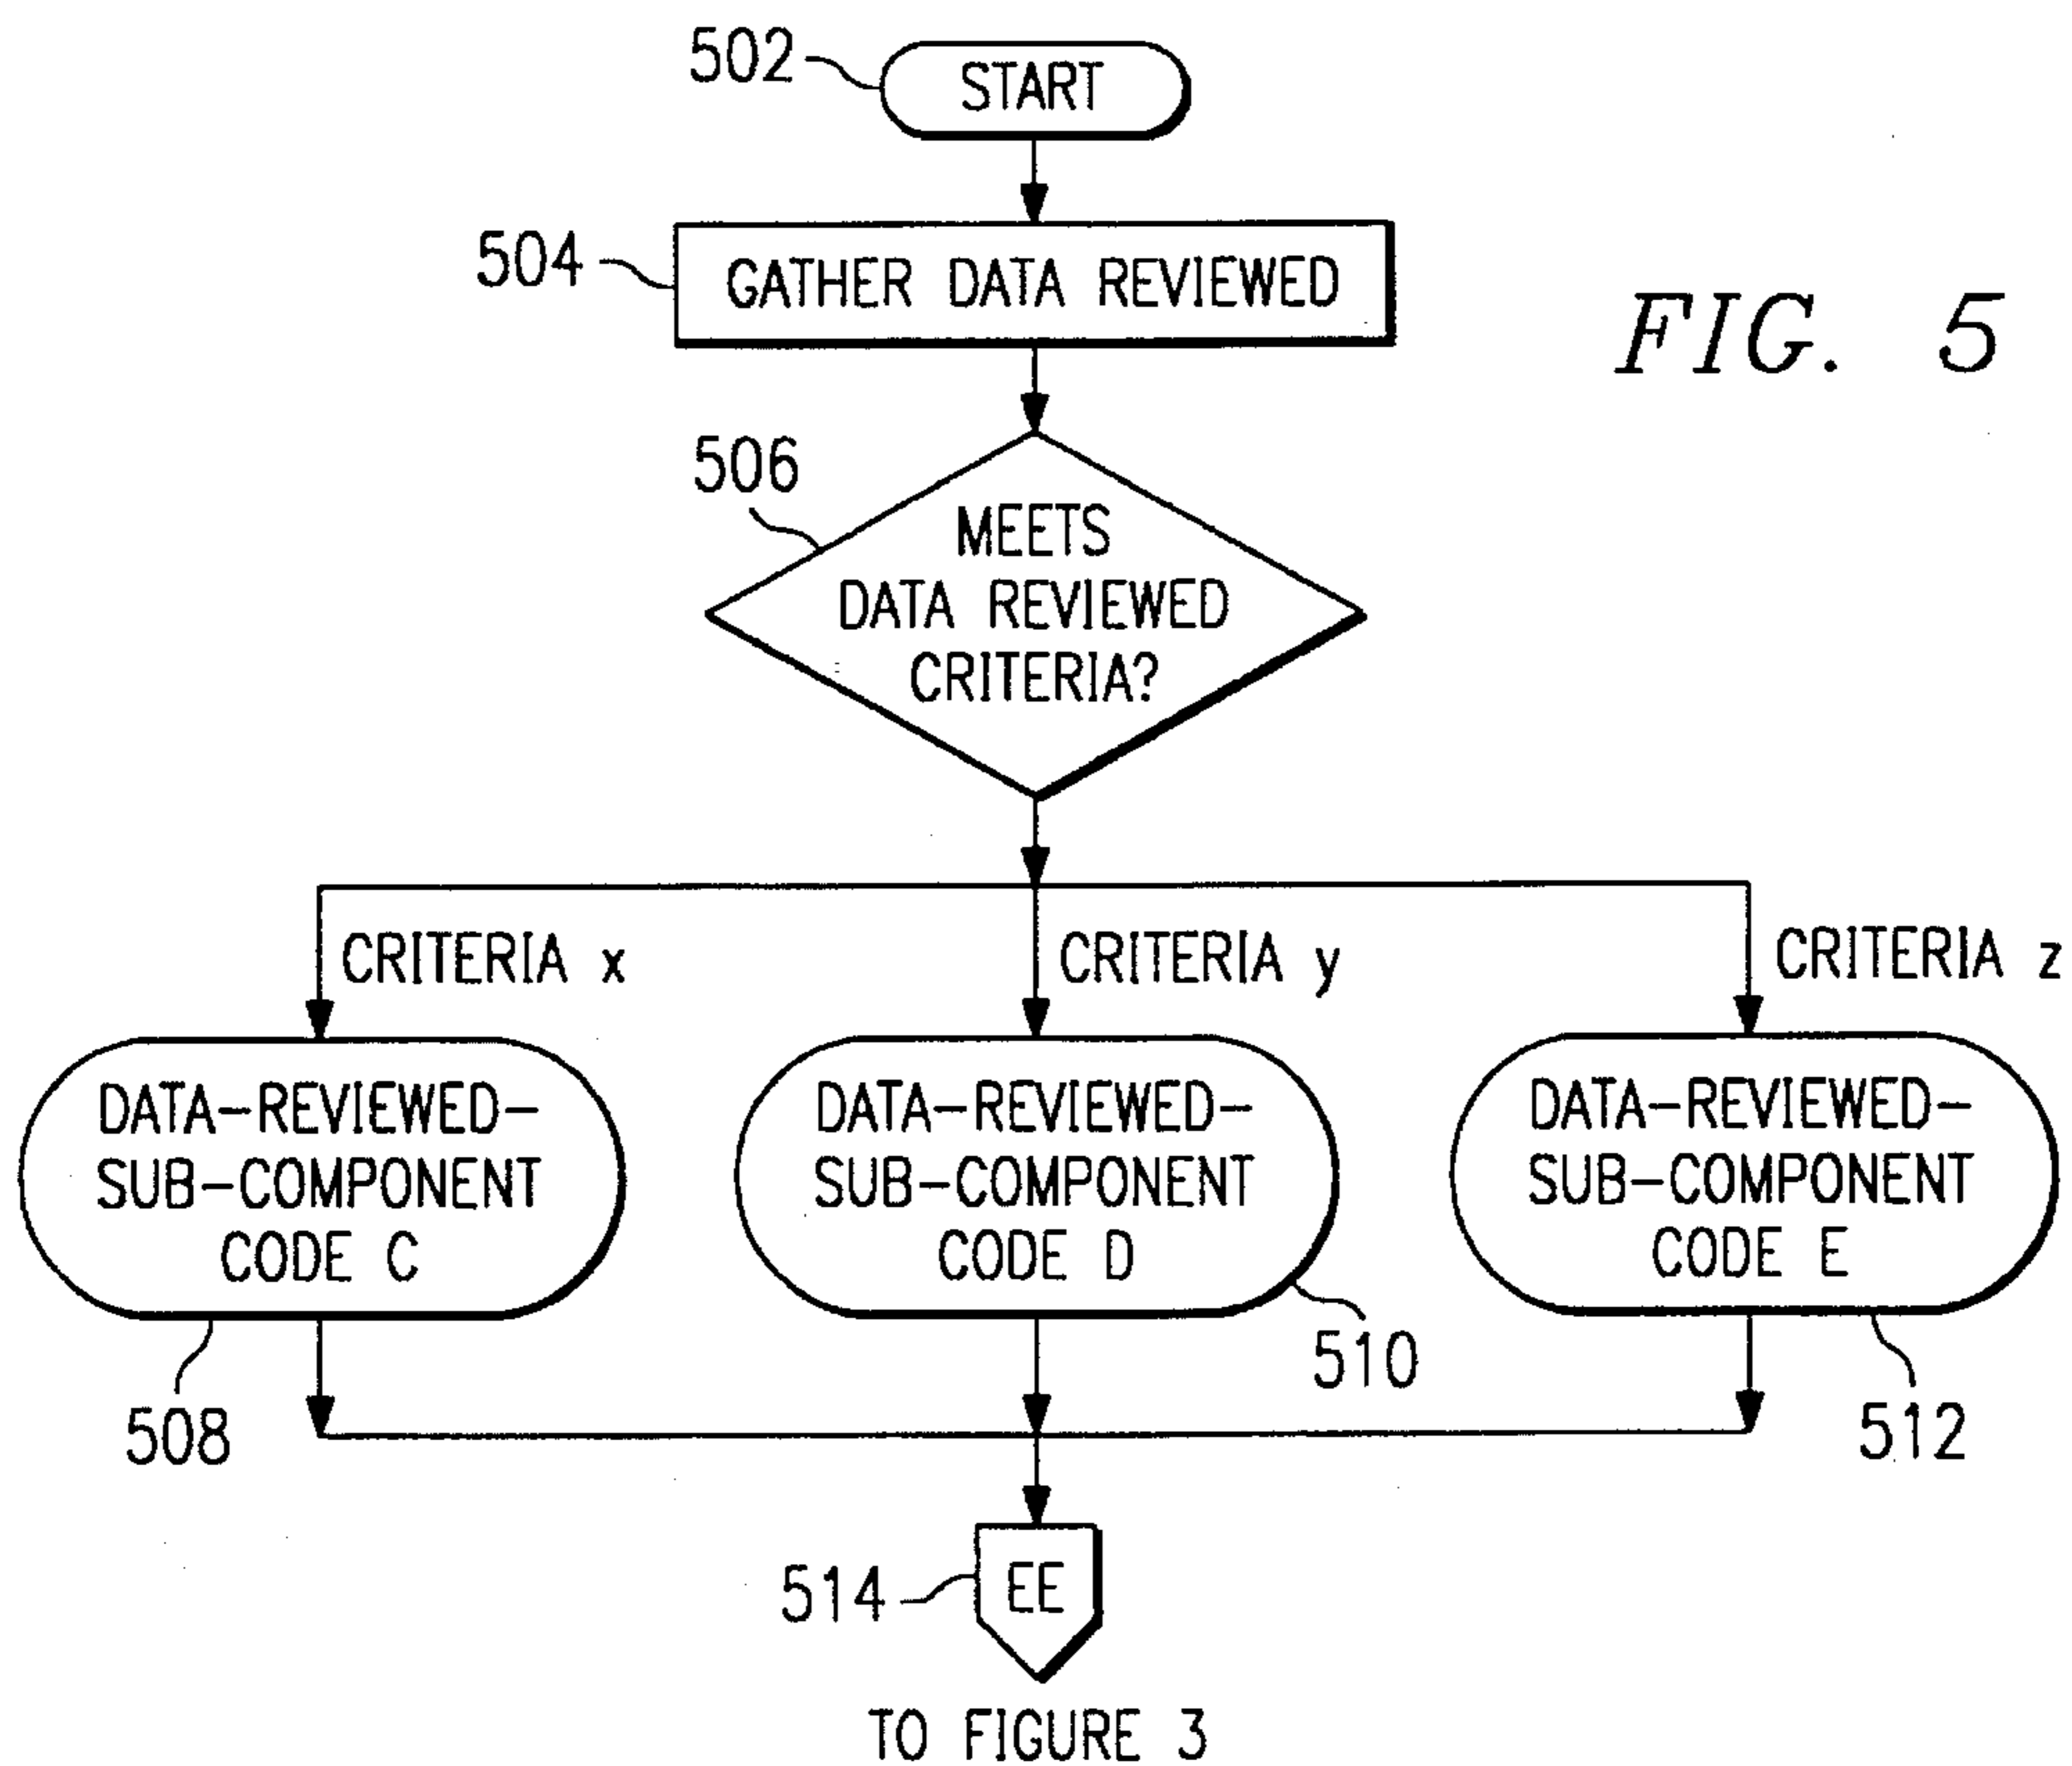 502
START
504
GATHER DATA REVIEWED
FIG. 5
506
MEETS
DATA REVIEWED
CRITERIA?
CRITERIA x
CRITERIA y
CRITERIA z
DATA-REVIEWED-
SUB-COMPONENT
CODE C
DATA-REVIEWED-
SUB-COMPONENT
CODE D
DATA-REVIEWED-
SUB-COMPONENT
CODE E
508
510
512
514
EE
TO FIGURE 3